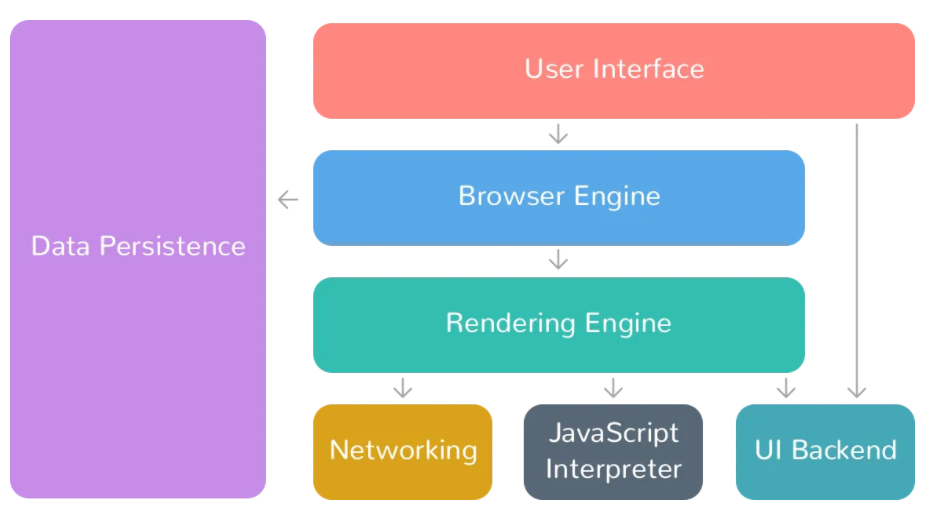 User Interface
Browser Engine
Data Persistence
Rendering Engine
Networking
JavaScript
Interpreter
UI Backend